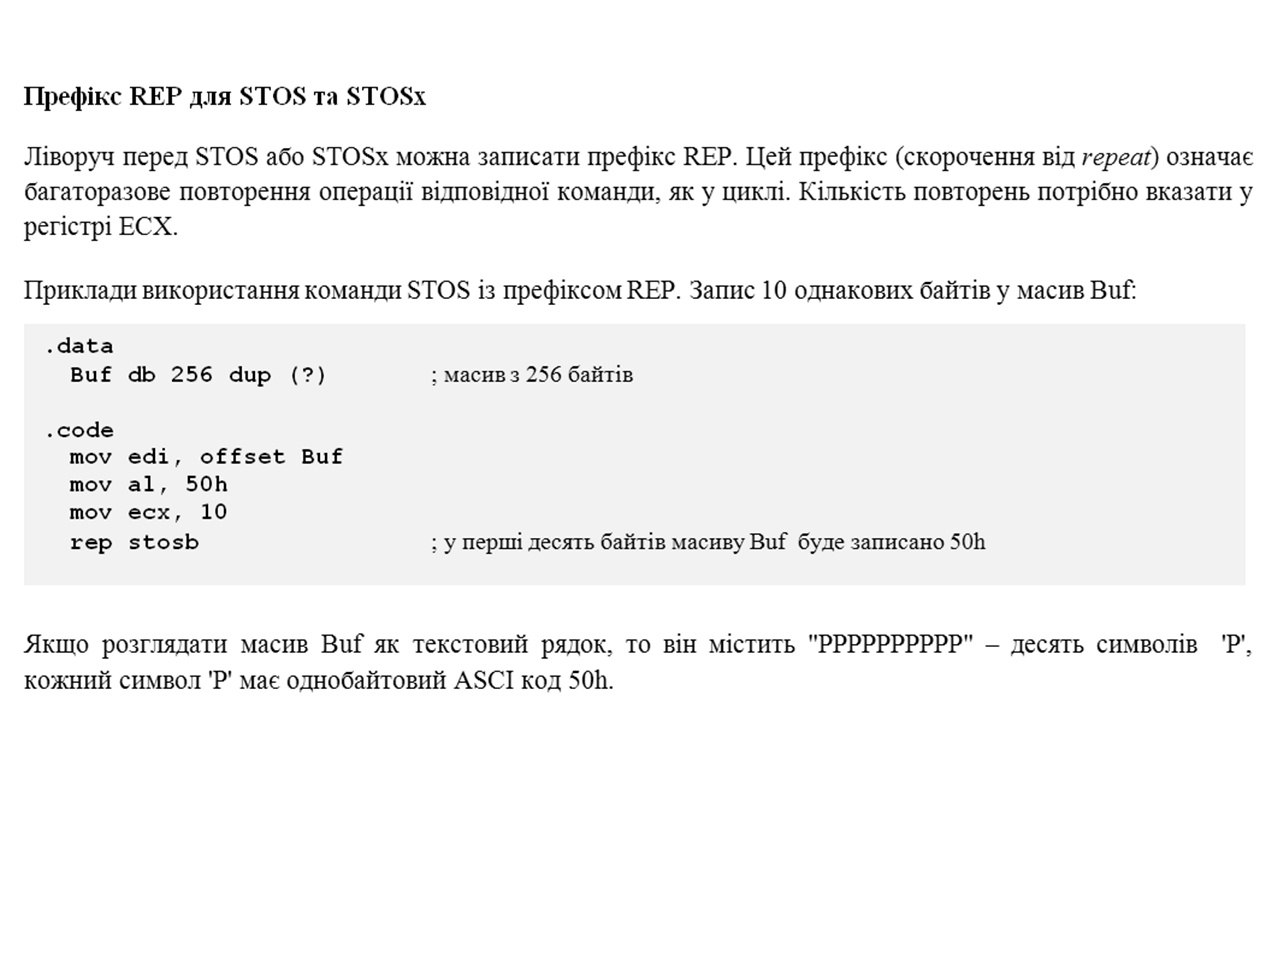 Префікс REP для STOS та STOSx
Ліворуч перед STOS або STOSx можна записати префікс REP. Цей префікс (скорочення від repeat) означає
багаторазове повторення операції відповідної команди, як у циклі. Кількість повторень потрібно вказати у
регістрі ECX.
Приклади використання команди STOS із префіксом REP. Запис 10 однакових байтів у масив Buf:
.data
Buf db 256 dup (?) ; масив з 256 байтів
.code
mov edi, offset Buf
mov al, 50h
mov ecx, 10
rep stosb ; у перші десять байтів масиву Buf буде записано 50h
Якщо розглядати масив Buf як текстовий рядок, то він містить "PPPPPPPPPP" – десять символів 'P',
кожний символ 'P' має однобайтовий ASCI код 50h.